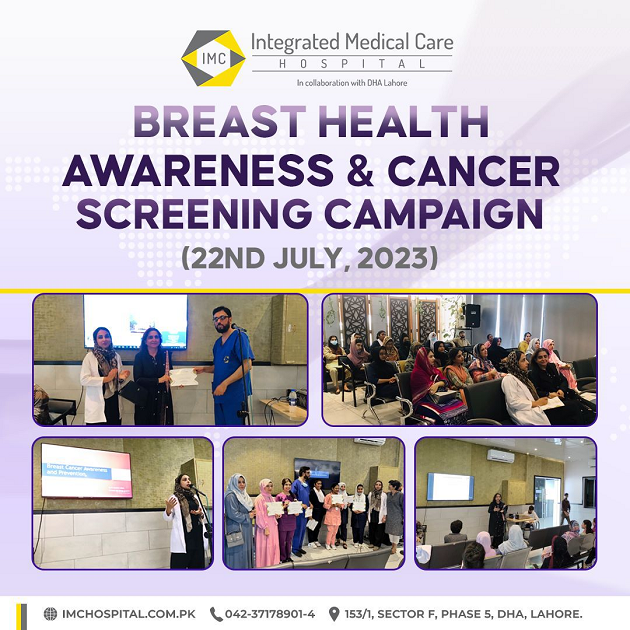 IMC
Integrated Medical Care
HOSPITAL
In collaboration with DHA Lahore
BREAST HEALTH
AWARENESS & CANCER
SCREENING CAMPAIGN
(22ND JULY, 2023)
Breast Cancer Awareness
and Prevention
IMCHOSPITAL.COM.PK
042-37178901-4
153/1, SECTOR F, PHASE 5, DHA, LAHORE.